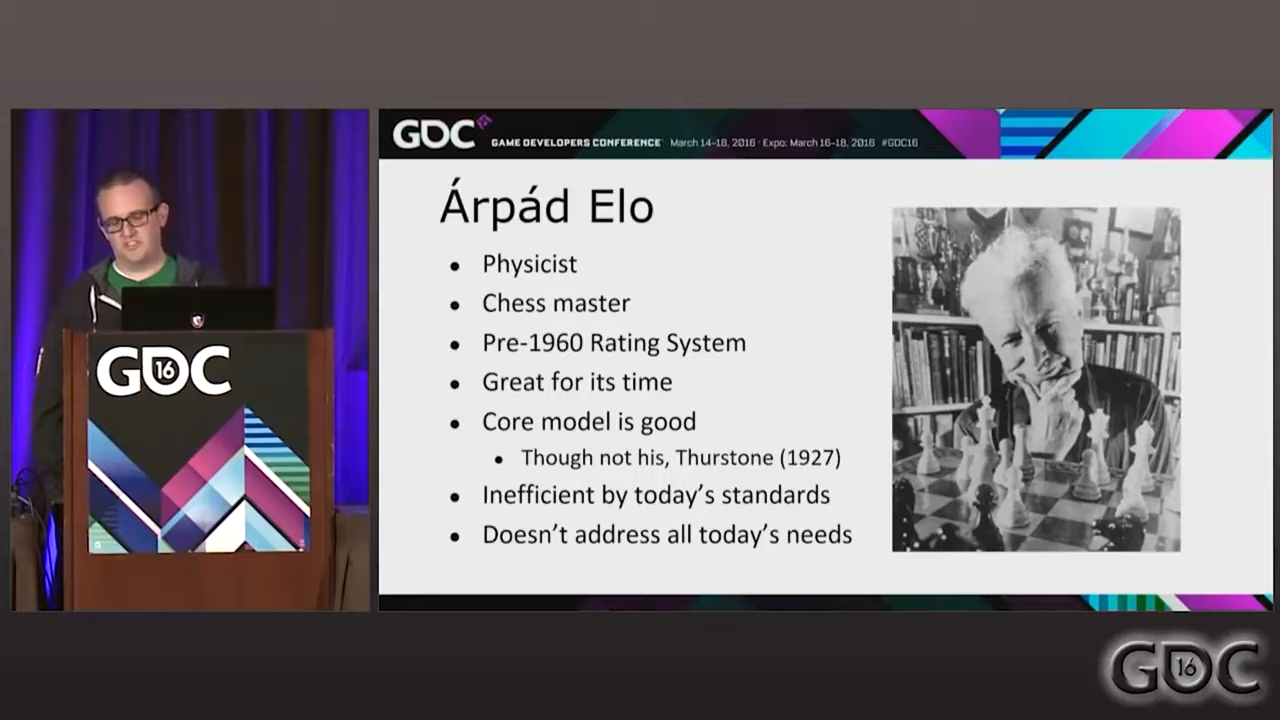 GDC
GAME DEVELOPERS CONFERENCE March 14–18, 2016 · Expo: March 16–18, 2016 #GDC16
Árpád Elo
• Physicist
• Chess master
• Pre-1960 Rating System
• Great for its time
• Core model is good
• Though not his, Thurstone (1927)
• Inefficient by today’s standards
• Doesn’t address all today’s needs
GDC
16
GDC
16